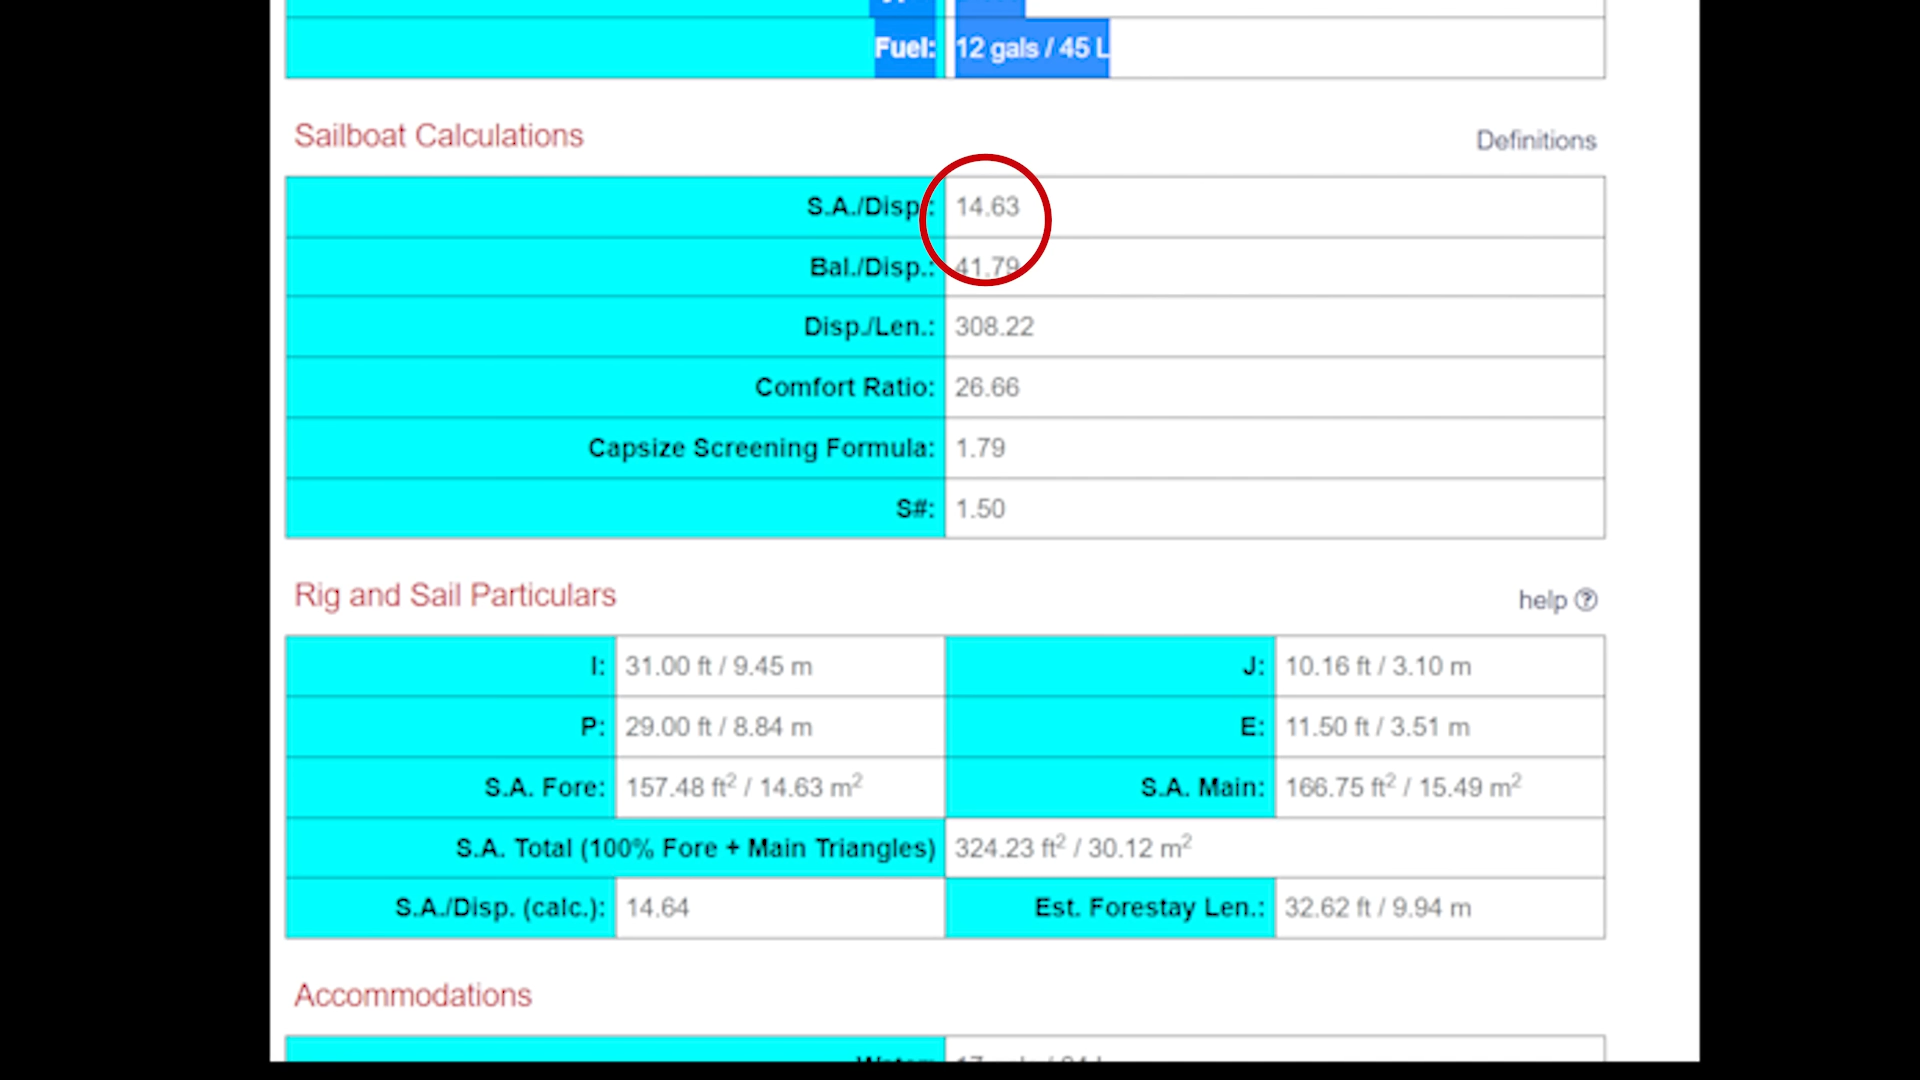 Fuel: 12 gals / 45 L
Sailboat Calculations Definitions
S.A./Disp.: 14.63
Bal./Disp.: 41.79
Disp./Len.: 308.22
Comfort Ratio: 26.66
Capsize Screening Formula: 1.79
S#: 1.50
Rig and Sail Particulars help ?
I: 31.00 ft / 9.45 m J: 10.16 ft / 3.10 m
P: 29.00 ft / 8.84 m E: 11.50 ft / 3.51 m
S.A. Fore: 157.48 ft² / 14.63 m² S.A. Main: 166.75 ft² / 15.49 m²
S.A. Total (100% Fore + Main Triangles) 324.23 ft² / 30.12 m²
S.A./Disp. (calc.): 14.64 Est. Forestay Len.: 32.62 ft / 9.94 m
Accommodations